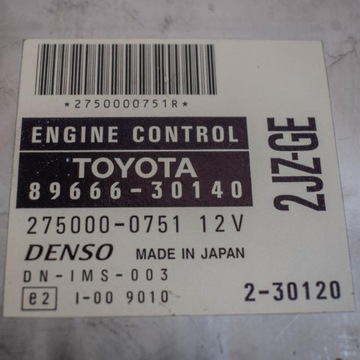 *2750000751R*
ENGINE CONTROL
TOYOTA
89666-30140
2JZ-GE
275000-0751 12V
DENSO MADE IN JAPAN
DN-IMS-003
e2 I-00 9010
2-30120